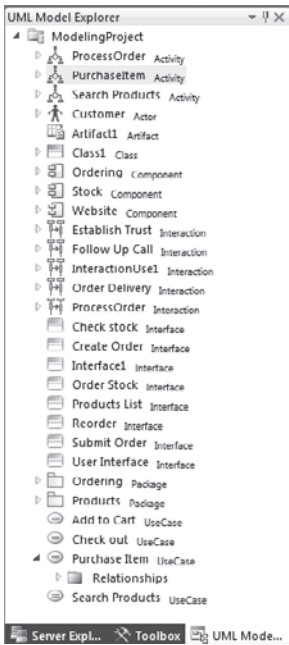 UML Model Explorer
ModelingProject
ProcessOrder Activity
PurchaseItem Activity
Search Products Activity
Customer Actor
Artifact1 Artifact
Class1 Class
Ordering Component
Stock Component
Website Component
Establish Trust Interaction
Follow Up Call Interaction
InteractionUse1 Interaction
Order Delivery Interaction
ProcessOrder Interaction
Check stock Interface
Create Order Interface
Interface1 Interface
Order Stock Interface
Products List Interface
Reorder Interface
Submit Order Interface
User Interface Interface
Ordering Package
Products Package
Add to Cart UseCase
Check out UseCase
Purchase Item UseCase
Relationships
Search Products UseCase
Server Expl... Toolbox UML Mode...